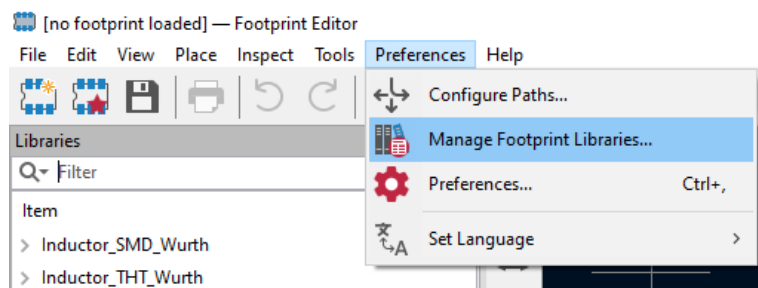 [no footprint loaded] — Footprint Editor
File Edit View Place Inspect Tools Preferences Help
Configure Paths...
Libraries
Manage Footprint Libraries...
Filter
Preferences... Ctrl+,
Item
Inductor_SMD_Wurth
Set Language
Inductor_THT_Wurth